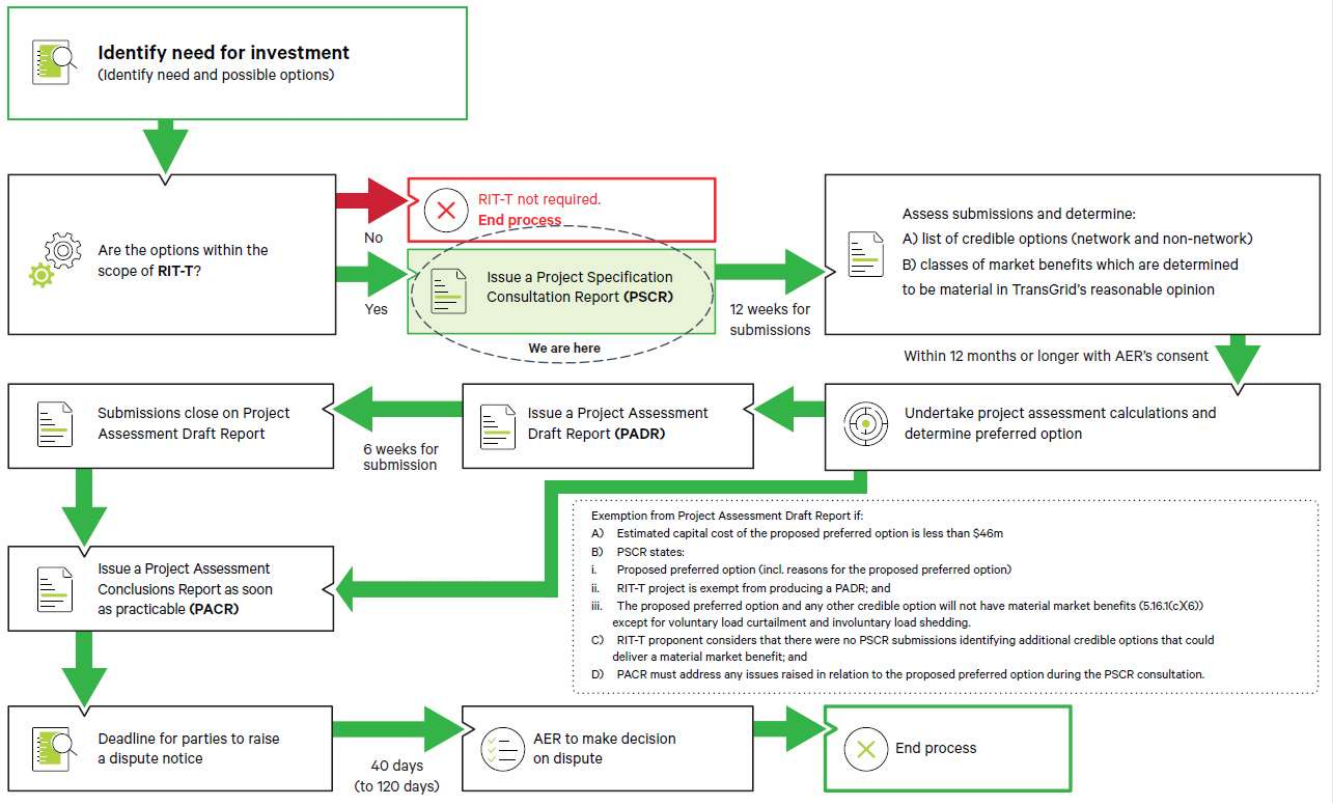 Identify need for investment
(Identify need and possible options)
Are the options within the
scope of RIT-T?
No
Yes
RIT-T not required.
End process
Issue a Project Specification
Consultation Report (PSCR)
We are here
12 weeks for
submissions
Assess submissions and determine:
A) list of credible options (network and non-network)
B) classes of market benefits which are determined
to be material in TransGrid's reasonable opinion
Within 12 months or longer with AER's consent
Undertake project assessment calculations and
determine preferred option
Issue a Project Assessment
Draft Report (PADR)
6 weeks for
submission
Submissions close on Project
Assessment Draft Report
Exemption from Project Assessment Draft Report if:
A) Estimated capital cost of the proposed preferred option is less than $46m
B) PSCR states:
i. Proposed preferred option (incl. reasons for the proposed preferred option)
ii. RIT-T project is exempt from producing a PADR; and
iii. The proposed preferred option and any other credible option will not have material market benefits (5.16.1(c)(6))
except for voluntary load curtailment and involuntary load shedding.
C) RIT-T proponent considers that there were no PSCR submissions identifying additional credible options that could
deliver a material market benefit; and
D) PACR must address any issues raised in relation to the proposed preferred option during the PSCR consultation.
Issue a Project Assessment
Conclusions Report as soon
as practicable (PACR)
Deadline for parties to raise
a dispute notice
40 days
(to 120 days)
AER to make decision
on dispute
End process